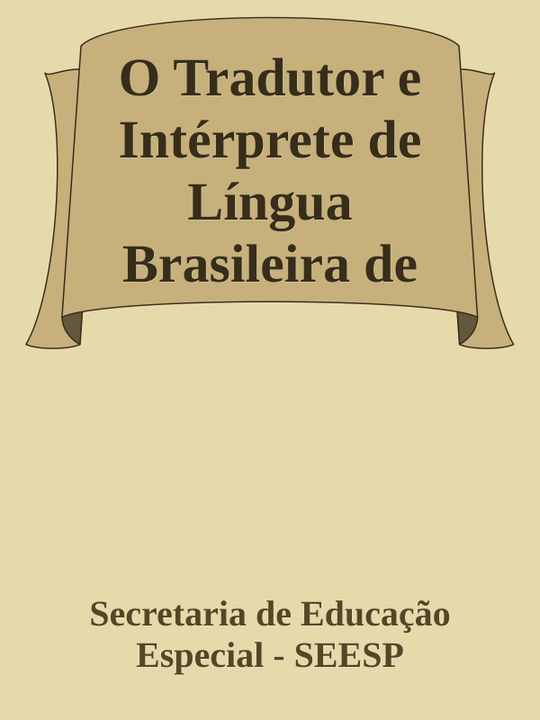 O Tradutor e
Intérprete de
Língua
Brasileira de
Secretaria de Educação
Especial - SEESP